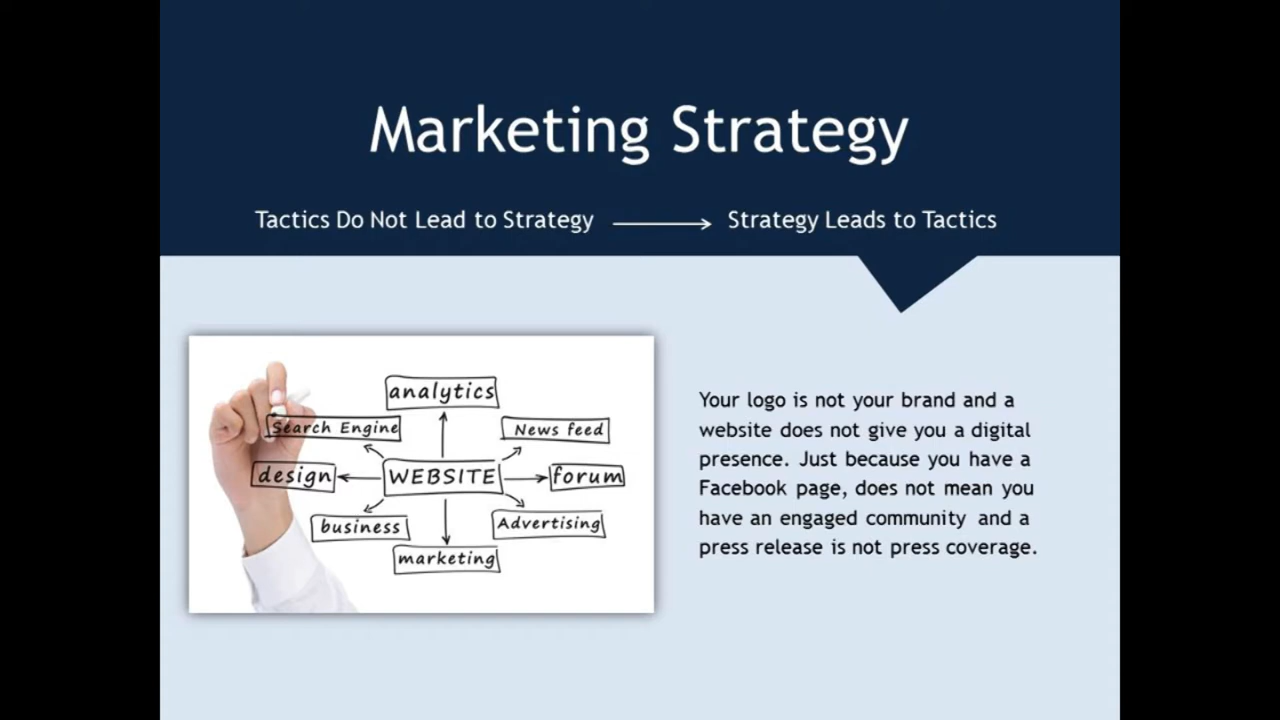 Marketing Strategy
Tactics Do Not Lead to Strategy Strategy Leads to Tactics
analytics
Search Engine News feed
design WEBSITE forum
business Advertising
marketing
Your logo is not your brand and a
website does not give you a digital
presence. Just because you have a
Facebook page, does not mean you
have an engaged community and a
press release is not press coverage.